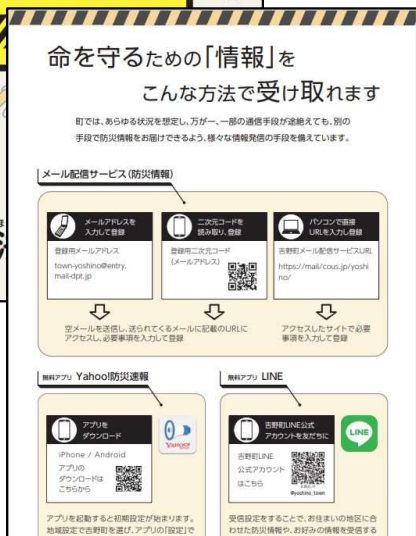 命を守るための「情報」を
こんな方法で受け取れます
町では、あらゆる状況を想定し、万が一、一部の通信手段が途絶えても、別の
手段で防災情報をお届けできるよう、様々な情報発信の手段を備えています。
メール配信サービス(防災情報)
メールアドレスを
入力して登録
登録用メールアドレス
town-yoshino@entry.
mail-dpt.jp
二次元コードを
読み取り、登録
登録用二次元コード
(メールアドレス)
パソコンで直接
URLを入力し登録
吉野町メール配信サービスURL
https://mail/cous.jp/yoshi
no/
空メールを送信し、送られてくるメールに記載のURLに
アクセスし、必要事項を入力して登録
アクセスしたサイトで必要
事項を入力して登録
無料アプリ Yahoo!防災速報
アプリを
ダウンロード
YAHOO!
iPhone / Android
アプリの
ダウンロードは
こちらから
アプリを起動すると初期設定が始まります。
地域設定で吉野町を選び、アプリの「設定」で
無料アプリ LINE
吉野町LINE公式
アカウントを友だちに
LINE
吉野町LINE
公式アカウント
はこちら
@yoshino_town
受信設定をすることで、お住まいの地区に合
わせた防災情報や、お好みの情報を受信する